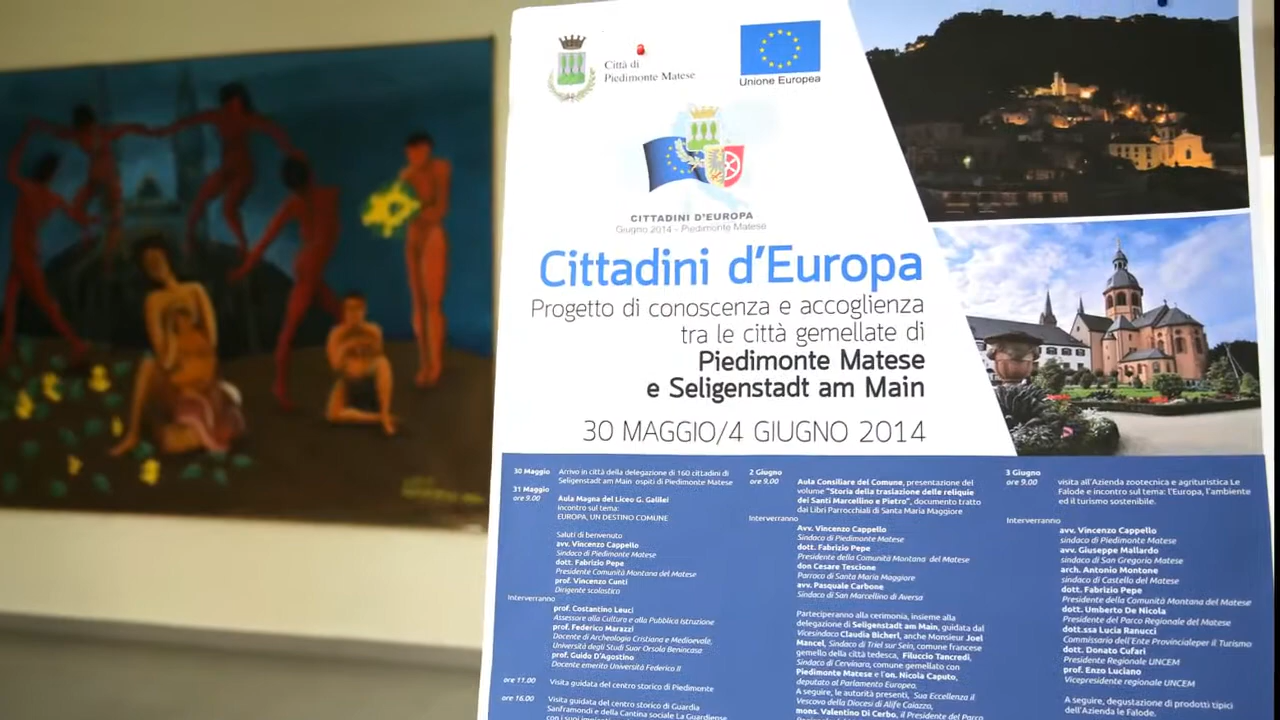 Città di
Piedimonte Matese
Unione Europea
CITTADINI D'EUROPA
Giugno 2014 - Piedimonte Matese
Cittadini d'Europa
Progetto di conoscenza e accoglienza
tra le città gemellate di
Piedimonte Matese
e Seligenstadt am Main
30 MAGGIO/4 GIUGNO 2014
30 Maggio Arrivo in città della delegazione di 160 cittadini di
Seligenstadt am Main ospiti di Piedimonte Matese
31 Maggio
ore 9.00 Aula Magna del Liceo G. Galilei
Incontro sul tema:
EUROPA, UN DESTINO COMUNE
Saluti di benvenuto
avv. Vincenzo Cappello
Sindaco di Piedimonte Matese
dott. Fabrizio Pepe
Presidente Comunità Montana del Matese
prof. Vincenzo Cunti
Dirigente scolastico
Interverranno
prof. Costantino Leuci
Assessore alla Cultura e alla Pubblica Istruzione
prof. Federico Marazzi
Docente di Archeologia Cristiana e Medioevale,
Università degli Studi Suor Orsola Benincasa
prof. Guido D'Agostino
Docente emerito Università Federico II
ore 11.00 Visita guidata del centro storico di Piedimonte
ore 16.00 Visita guidata del centro storico di Guardia
Sanframondi e della Cantina sociale La Guardiense
2 Giugno
ore 9.00 Aula Consiliare del Comune, presentazione del
volume "Storia della traslazione delle reliquie
dei Santi Marcellino e Pietro", documento tratto
dai Libri Parrocchiali di Santa Maria Maggiore
Interverranno
avv. Vincenzo Cappello
Sindaco di Piedimonte Matese
dott. Fabrizio Pepe
Presidente della Comunità Montana del Matese
don Cesare Tescione
Parroco di Santa Maria Maggiore
avv. Pasquale Carbone
Sindaco di San Marcellino di Aversa
Parteciperanno alla cerimonia, insieme alla
delegazione di Seligenstadt am Main, guidata dal
Vicesindaco Claudia Bicherl, anche Monsieur Joel
Mancel, Sindaco di Triel sur Sein, comune francese
gemello della città tedesca, Filuccio Tancredi,
Sindaco di Cervinara, comune gemellato con
Piedimonte Matese e l'on. Nicola Caputo,
deputato al Parlamento Europeo.
A seguire, le autorità presenti, Sua Eccellenza il
Vescovo della Diocesi di Alife Caiazzo,
mons. Valentino Di Cerbo, il Presidente del Parco
3 Giugno
ore 9.00 visita all'Azienda zootecnica e agrituristica Le
Falode e incontro sul tema: l'Europa, l'ambiente
ed il turismo sostenibile.
Interverranno
avv. Vincenzo Cappello
sindaco di Piedimonte Matese
avv. Giuseppe Mallardo
sindaco di San Gregorio Matese
arch. Antonio Montone
sindaco di Castello del Matese
dott. Fabrizio Pepe
Presidente della Comunità Montana del Matese
dott. Umberto De Nicola
Presidente del Parco Regionale del Matese
dott.ssa Lucia Ranucci
Commissaria dell'Ente Provinciale per il Turismo
dott. Donato Cufari
Presidente Regionale UNCEM
prof. Enzo Luciano
Vicepresidente regionale UNCEM
A seguire, degustazione di prodotti tipici
dell'Azienda le Falode.